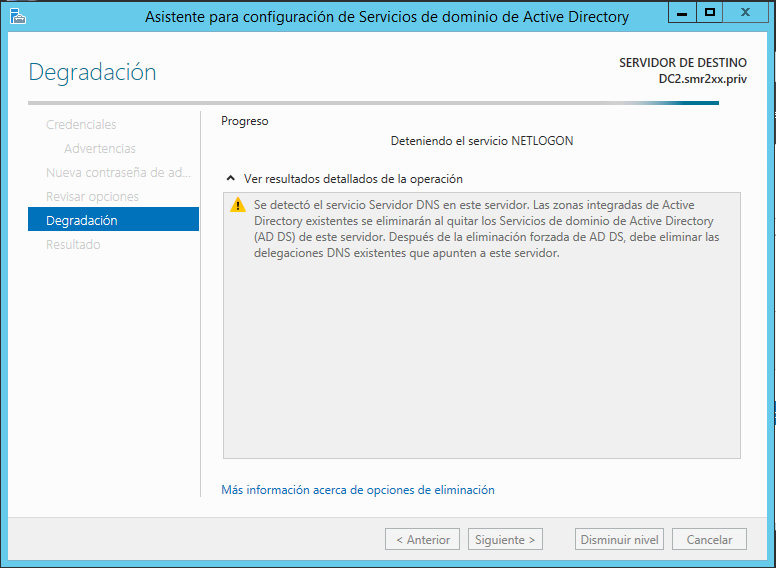 Asistente para configuración de Servicios de dominio de Active Directory
Degradación
SERVIDOR DE DESTINO
DC2.smr2xx.priv
Credenciales
Advertencias
Nueva contraseña de ad...
Revisar opciones
Degradación
Resultado
Progreso
Deteniendo el servicio NETLOGON
Ver resultados detallados de la operación
Se detectó el servicio Servidor DNS en este servidor. Las zonas integradas de Active
Directory existentes se eliminarán al quitar los Servicios de dominio de Active Directory
(AD DS) de este servidor. Después de la eliminación forzada de AD DS, debe eliminar las
delegaciones DNS existentes que apunten a este servidor.
Más información acerca de opciones de eliminación
< Anterior
Siguiente >
Disminuir nivel
Cancelar